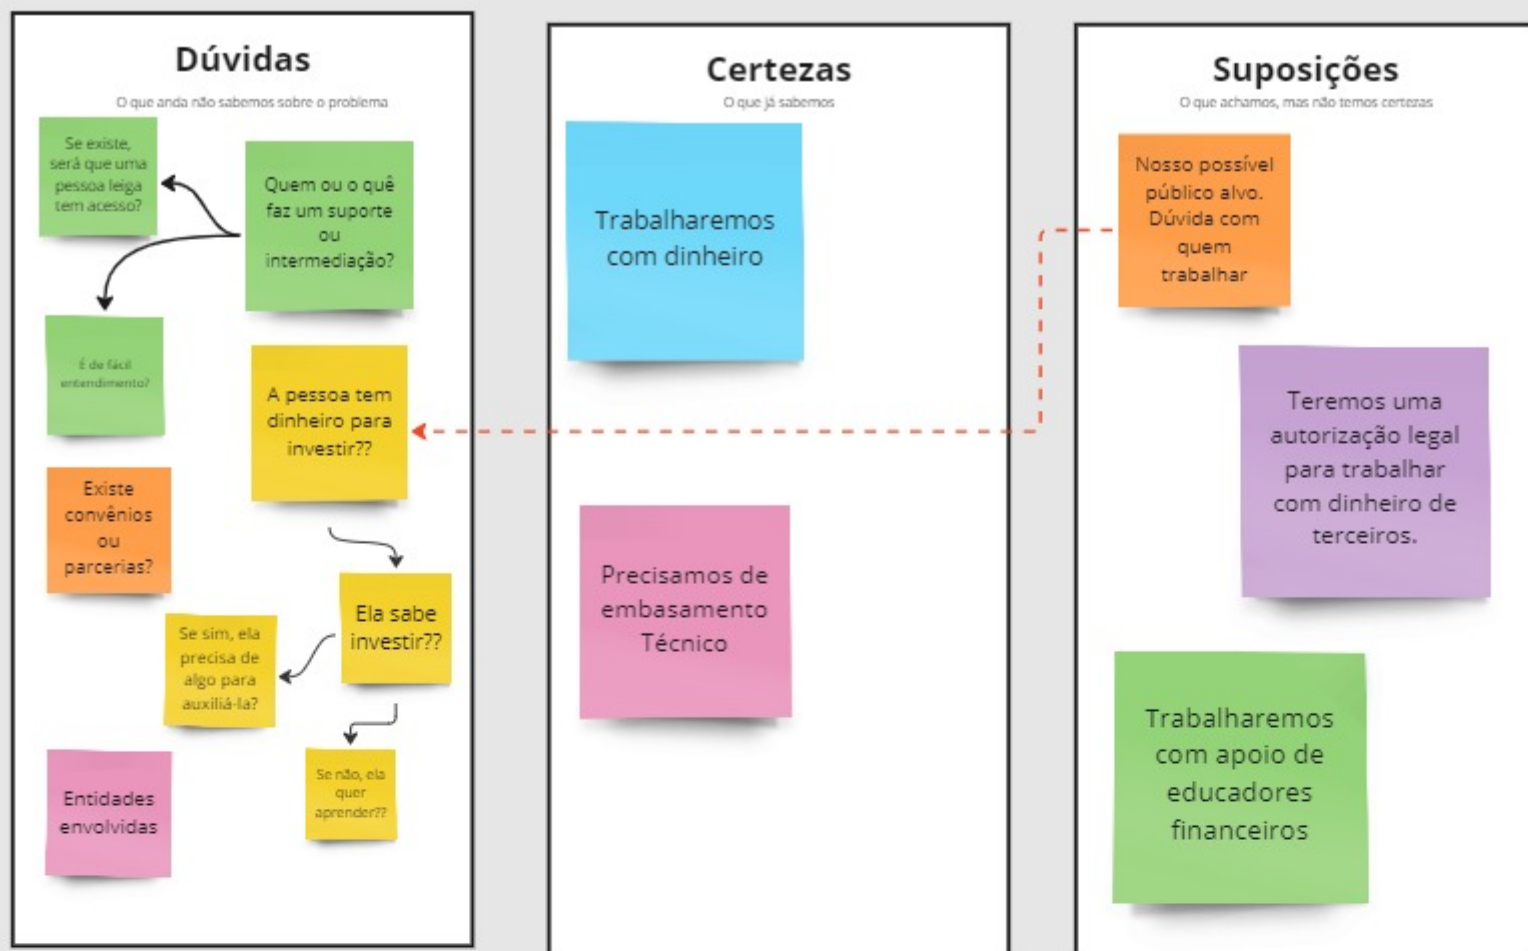 Dúvidas
O que anda não sabemos sobre o problema
Se existe,
será que uma
pessoa leiga
tem acesso?
Quem ou o quê
faz um suporte
ou
intermediação?
É de fácil
entendimento?
A pessoa tem
dinheiro para
investir??
Existe
convênios
ou
parcerias?
Ela sabe
investir??
Se sim, ela
precisa de
algo para
auxiliá-la?
Se não, ela
quer
aprender??
Entidades
envolvidas
Certezas
O que já sabemos
Trabalharemos
com dinheiro
Precisamos de
embasamento
Técnico
Suposições
O que achamos, mas não temos certezas
Nosso possível
público alvo.
Dúvida com
quem
trabalhar
Teremos uma
autorização legal
para trabalhar
com dinheiro de
terceiros.
Trabalharemos
com apoio de
educadores
financeiros